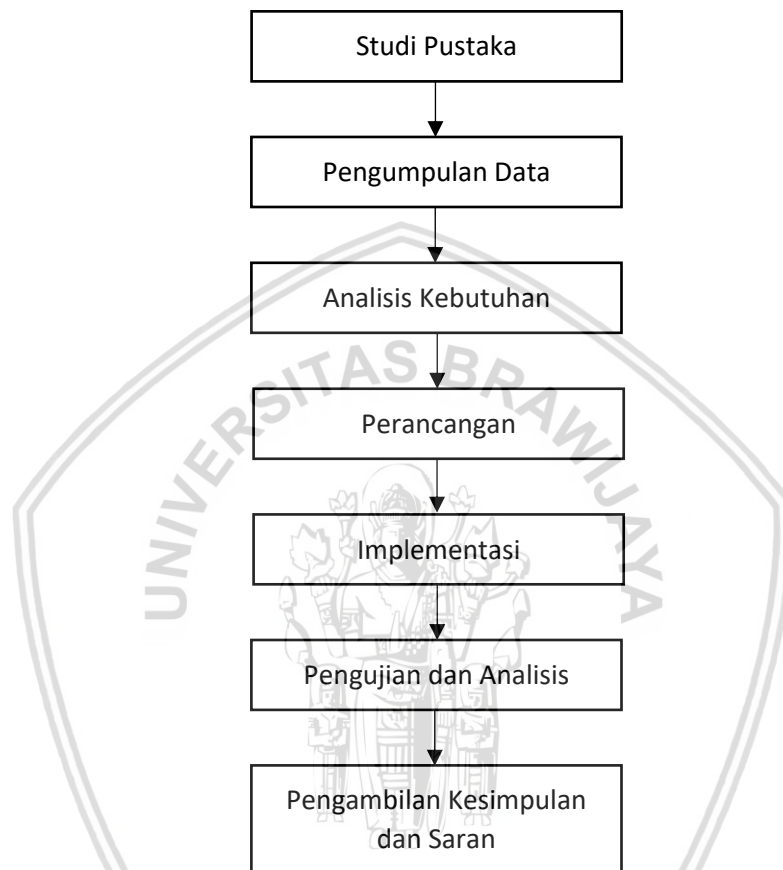 Studi Pustaka
Pengumpulan Data
Analisis Kebutuhan
UNIVERSITAS BRAWIJAYA
Perancangan
Implementasi
Pengujian dan Analisis
Pengambilan Kesimpulan
dan Saran